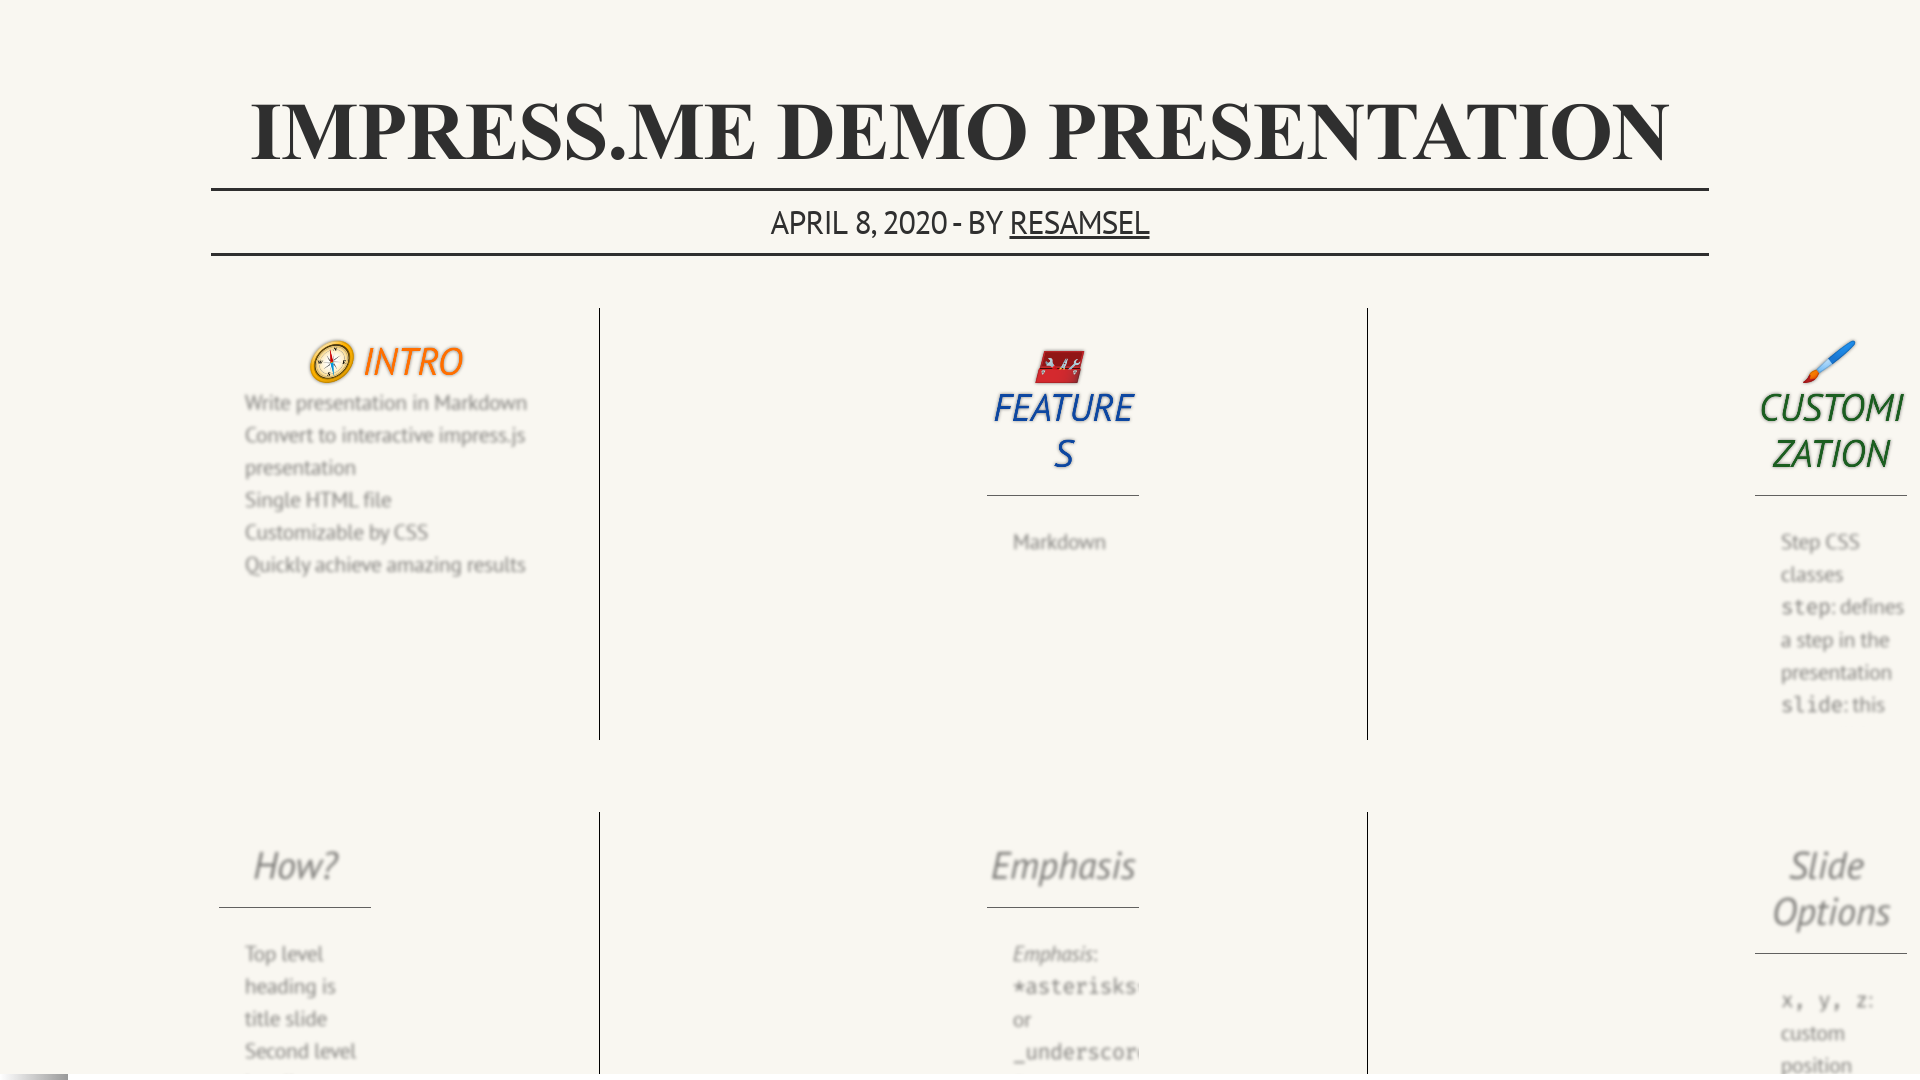 IMPRESS.ME DEMO PRESENTATION
APRIL 8, 2020 - BY RESAMSEL
INTRO
Write presentation in Markdown
Convert to interactive impress.js
presentation
Single HTML file
Customizable by CSS
Quickly achieve amazing results
FEATURE
S
Markdown
CUSTOMI
ZATION
Step CSS
classes
step: defines
a step in the
presentation
slide: this
How?
Top level
heading is
title slide
Second level
Emphasis
Emphasis:
*asterisks
or
_underscor
Slide
Options
x, y, z:
custom
position